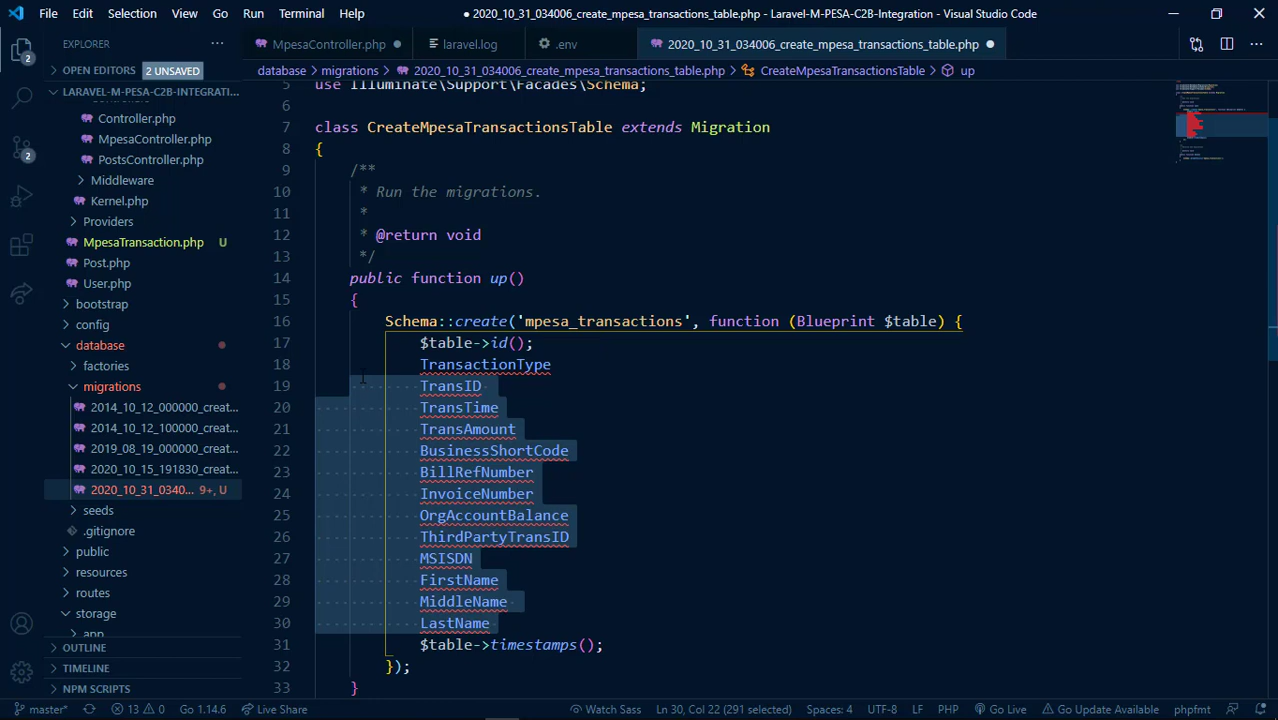 File Edit Selection View Go Run Terminal Help
● 2020_10_31_034006_create_mpesa_transactions_table.php - Laravel-M-PESA-C2B-Integration - Visual Studio Code
EXPLORER
MpesaController.php
laravel.log
.env
2020_10_31_034006_create_mpesa_transactions_table.php
OPEN EDITORS 2 UNSAVED
database > migrations > 2020_10_31_034006_create_mpesa_transactions_table.php > CreateMpesaTransactionsTable > up
LARAVEL-M-PESA-C2B-INTEGRATI...
Controller.php
MpesaController.php
PostsController.php
Middleware
Kernel.php
Providers
MpesaTransaction.php U
Post.php
User.php
bootstrap
config
database
factories
migrations
2014_10_12_000000_creat...
2014_10_12_100000_creat...
2019_08_19_000000_creat...
2020_10_15_191830_creat...
2020_10_31_0340... 9+, U
seeds
.gitignore
public
resources
routes
storage
app
OUTLINE
TIMELINE
NPM SCRIPTS
2
2
5 use Illuminate\Support\Facades\Schema;
6
7 class CreateMpesaTransactionsTable extends Migration
8 {
9 /**
10 * Run the migrations.
11 *
12 * @return void
13 */
14 public function up()
15 {
16 Schema::create('mpesa_transactions', function (Blueprint $table) {
17 $table->id();
18 TransactionType
19 TransID
20 TransTime
21 TransAmount
22 BusinessShortCode
23 BillRefNumber
24 InvoiceNumber
25 OrgAccountBalance
26 ThirdPartyTransID
27 MSISDN
28 FirstName
29 MiddleName
30 LastName
31 $table->timestamps();
32 });
33 }
master* 13 0 Go 1.14.6 Live Share Watch Sass Ln 30, Col 22 (291 selected) Spaces: 4 UTF-8 LF PHP Go Live Go Update Available phpfmt